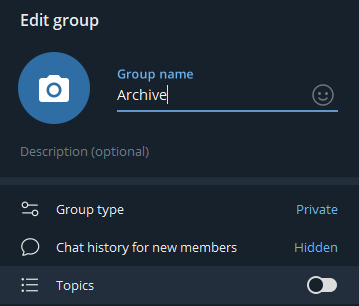 Edit group
Group name
Archive
Description (optional)
Group type Private
Chat history for new members Hidden
Topics